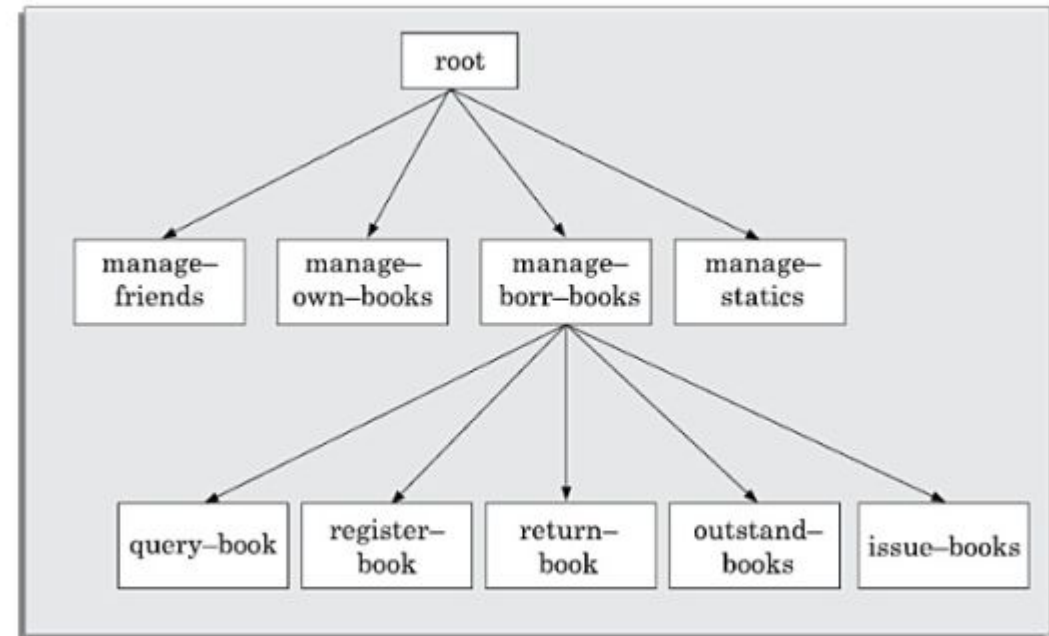 root
manage–
friends
manage–
own–books
manage–
borr–books
manage–
statics
query–book
register–
book
return–
book
outstand–
books
issue–books